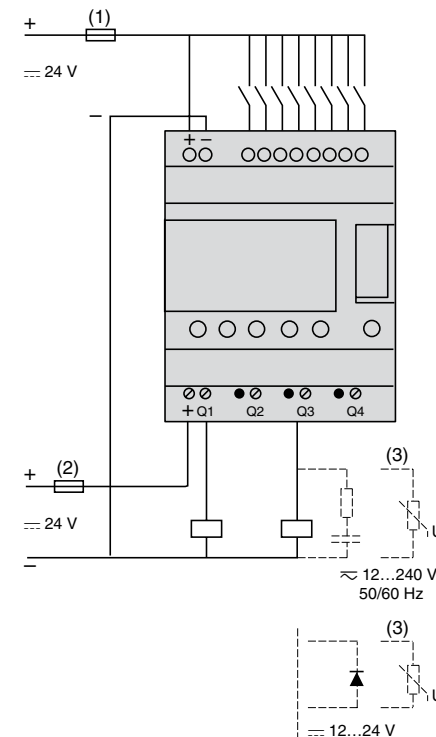 + (1)
⎓ 24 V
–
+ –
+ Q1 Q2 Q3 Q4
+ (2) (3)
⎓ 24 V
U
–
⏦ 12...240 V
50/60 Hz
(3)
U
⎓ 12...24 V